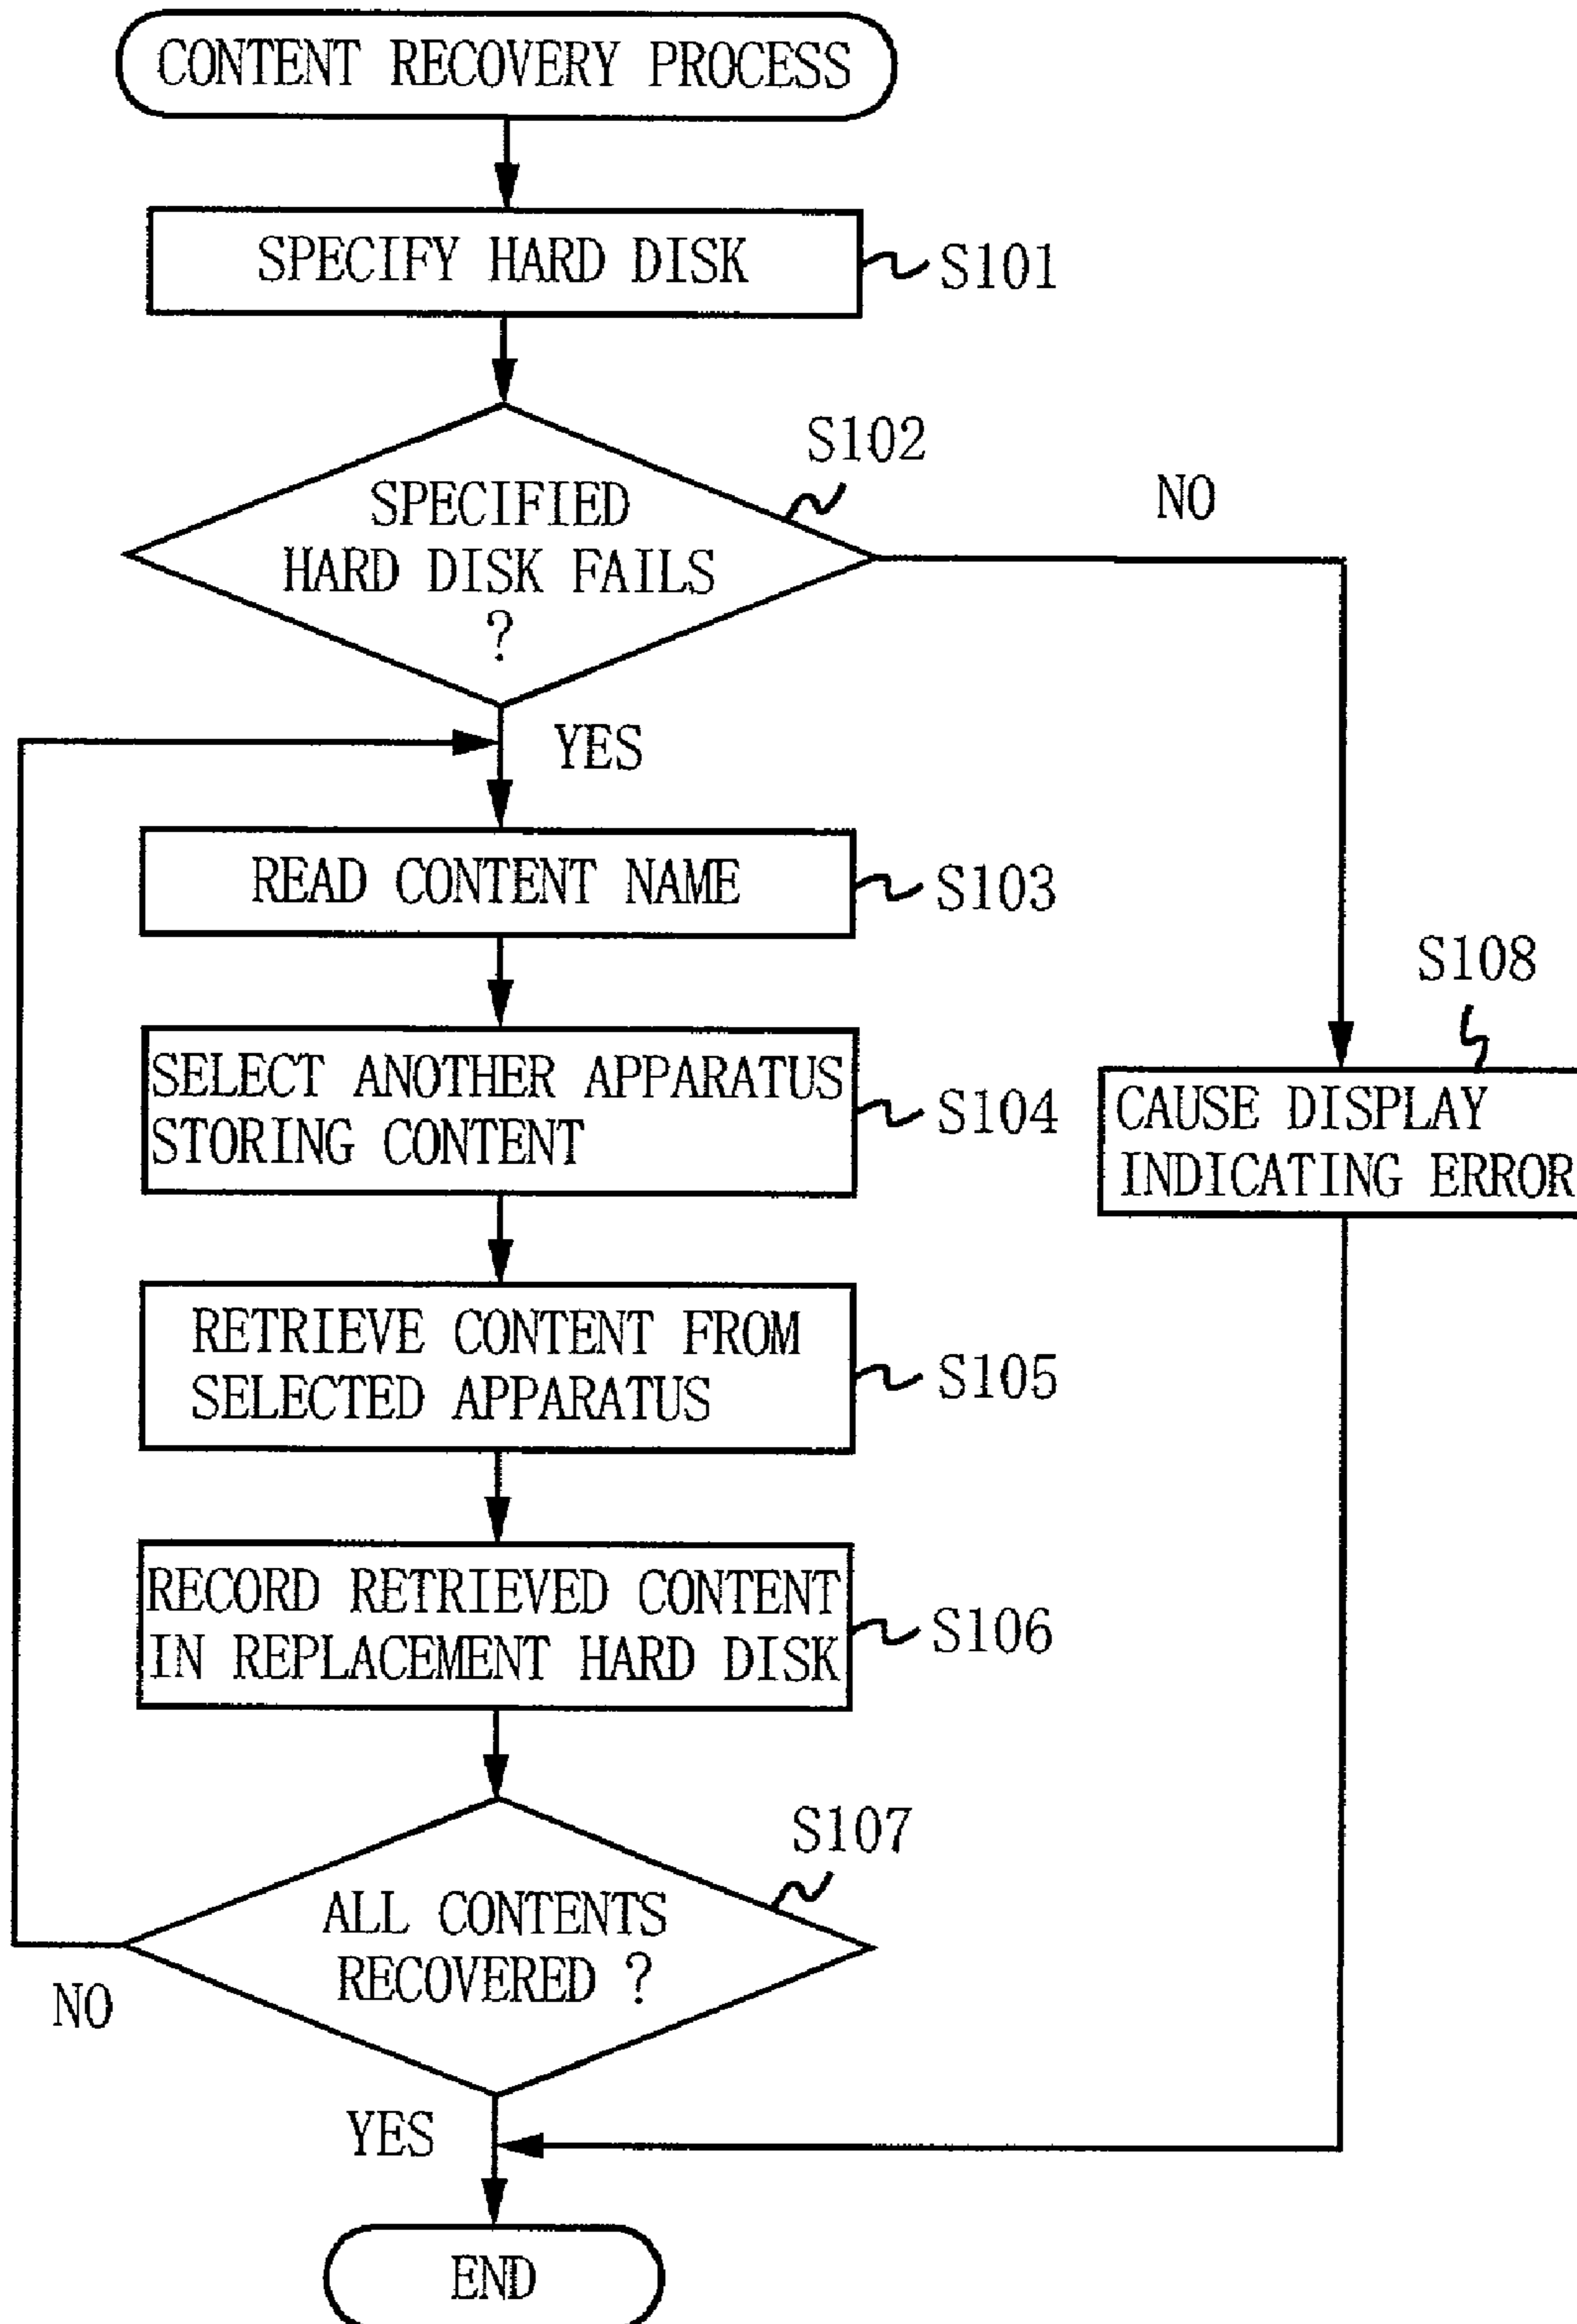 CONTENT RECOVERY PROCESS
SPECIFY HARD DISK
S101
S102
SPECIFIED
HARD DISK FAILS
?
NO
YES
READ CONTENT NAME
S103
SELECT ANOTHER APPARATUS
STORING CONTENT
S104
S108
CAUSE DISPLAY
INDICATING ERROR
RETRIEVE CONTENT FROM
SELECTED APPARATUS
S105
RECORD RETRIEVED CONTENT
IN REPLACEMENT HARD DISK
S106
S107
ALL CONTENTS
RECOVERED ?
NO
YES
END